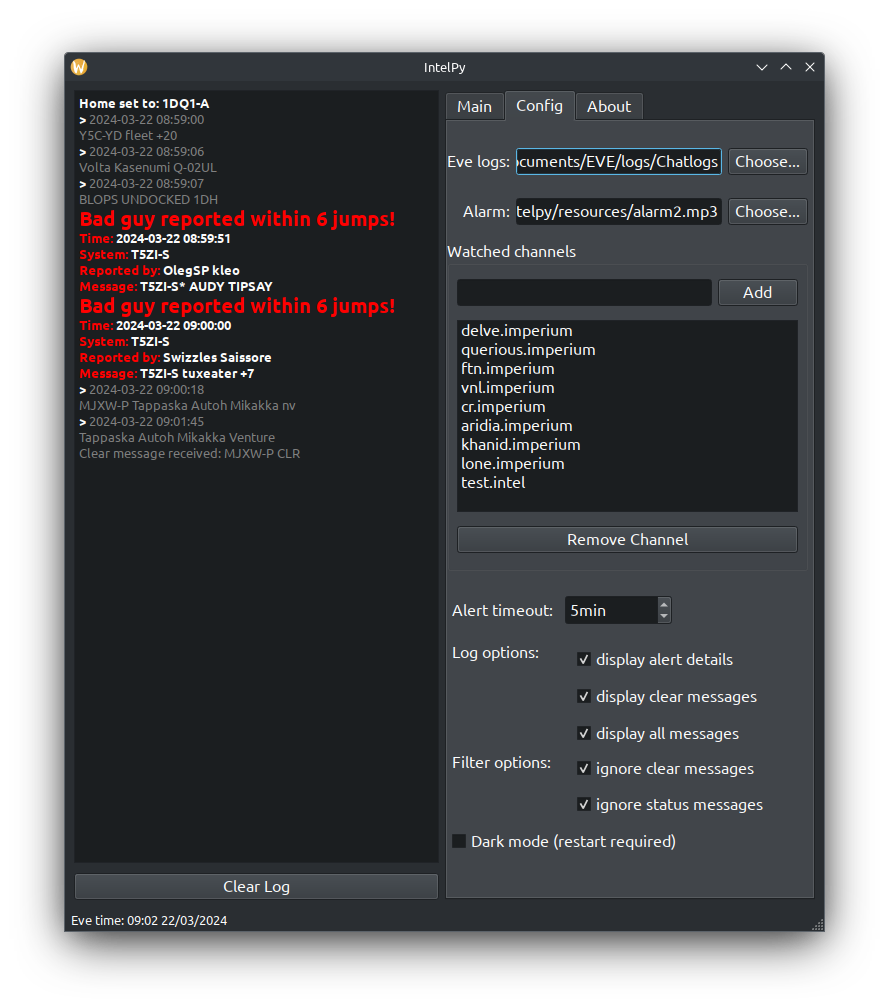 IntelPy
Home set to: 1DQ1-A
> 2024-03-22 08:59:00
Y5C-YD fleet +20
> 2024-03-22 08:59:06
Volta Kasenumi Q-02UL
> 2024-03-22 08:59:07
BLOPS UNDOCKED 1DH
Bad guy reported within 6 jumps!
Time: 2024-03-22 08:59:51
System: T5ZI-S
Reported by: OlegSP kleo
Message: T5ZI-S* AUDY TIPSAY
Bad guy reported within 6 jumps!
Time: 2024-03-22 09:00:00
System: T5ZI-S
Reported by: Swizzles Saissore
Message: T5ZI-S tuxeater +7
> 2024-03-22 09:00:18
MJXW-P Tappaska Autoh Mikakka nv
> 2024-03-22 09:01:45
Tappaska Autoh Mikakka Venture
Clear message received: MJXW-P CLR
Clear Log
Eve time: 09:02 22/03/2024
Main Config About
Eve logs: ocuments/EVE/logs/Chatlogs Choose...
Alarm: telpy/resources/alarm2.mp3 Choose...
Watched channels
Add
delve.imperium
querious.imperium
ftn.imperium
vnl.imperium
cr.imperium
aridia.imperium
khanid.imperium
lone.imperium
test.intel
Remove Channel
Alert timeout: 5min
Log options: display alert details
display clear messages
display all messages
Filter options: ignore clear messages
ignore status messages
Dark mode (restart required)